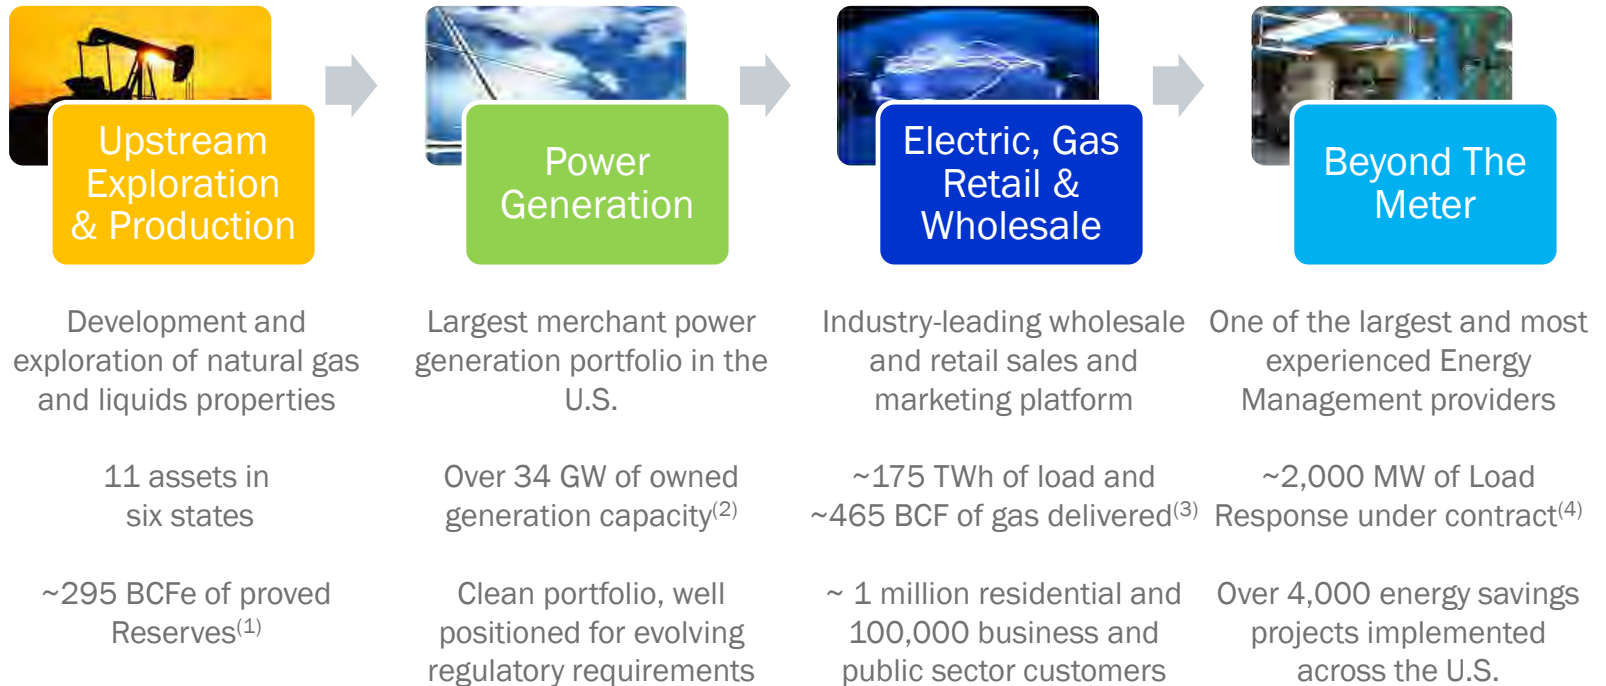 Upstream
Exploration
& Production
Power
Generation
Electric, Gas
Retail &
Wholesale
Beyond The
Meter
Development and
exploration of natural gas
and liquids properties
11 assets in
six states
~295 BCFe of proved
Reserves(1)
Largest merchant power
generation portfolio in the
U.S.
Over 34 GW of owned
generation capacity(2)
Clean portfolio, well
positioned for evolving
regulatory requirements
Industry-leading wholesale
and retail sales and
marketing platform
~175 TWh of load and
~465 BCF of gas delivered(3)
~ 1 million residential and
100,000 business and
public sector customers
One of the largest and most
experienced Energy
Management providers
~2,000 MW of Load
Response under contract(4)
Over 4,000 energy savings
projects implemented
across the U.S.